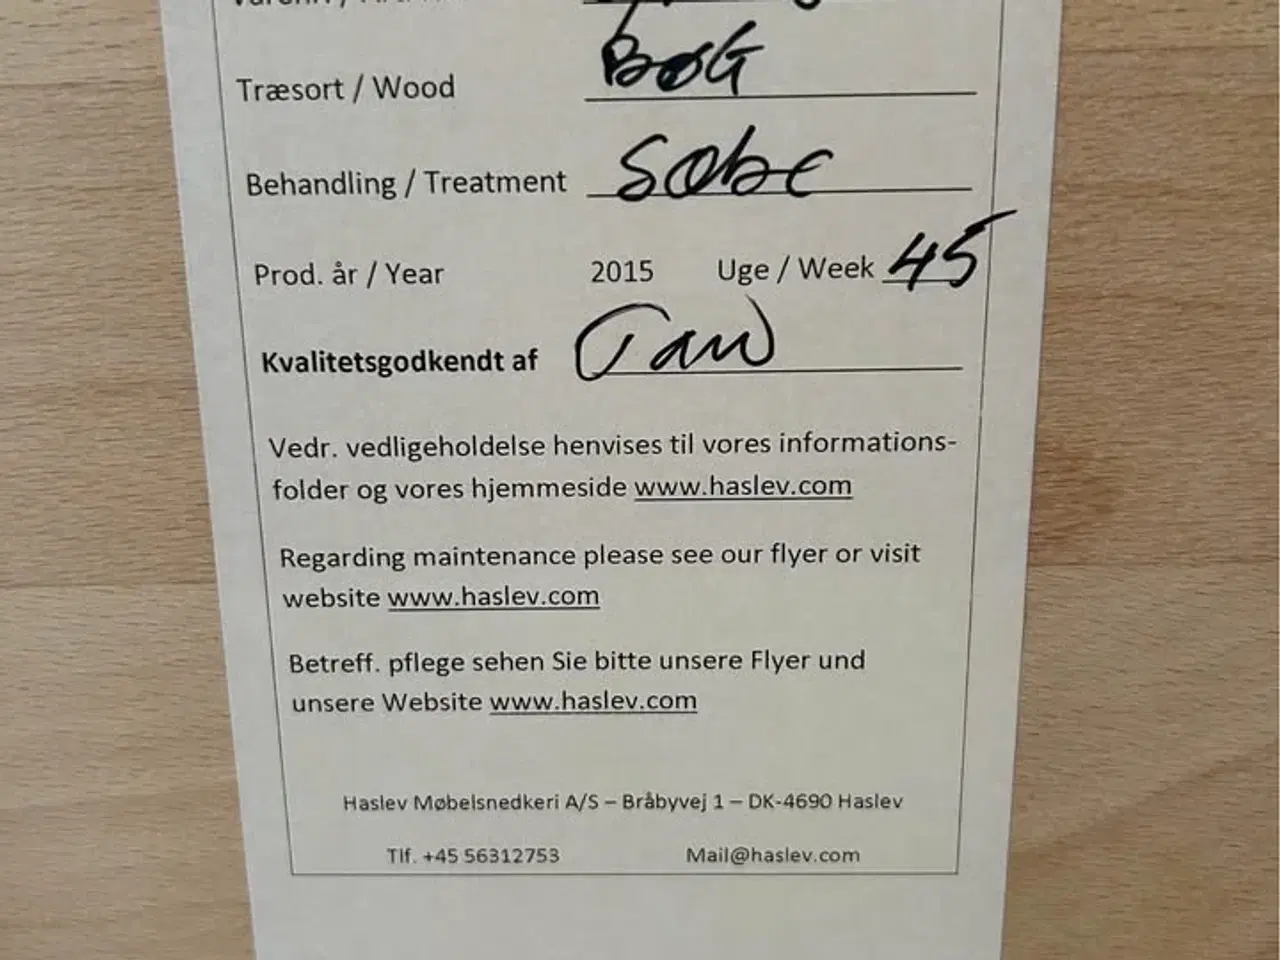 Træsort / Wood BøG
Behandling / Treatment Sæbe
Prod. år / Year 2015 Uge / Week 45
Kvalitetsgodkendt af
Vedr. vedligeholdelse henvises til vores informations-
folder og vores hjemmeside www.haslev.com
Regarding maintenance please see our flyer or visit
website www.haslev.com
Betreff. pflege sehen Sie bitte unsere Flyer und
unsere Website www.haslev.com
Haslev Møbelsnedkeri A/S – Bråbyvej 1 – DK-4690 Haslev
Tlf. +45 56312753 Mail@haslev.com